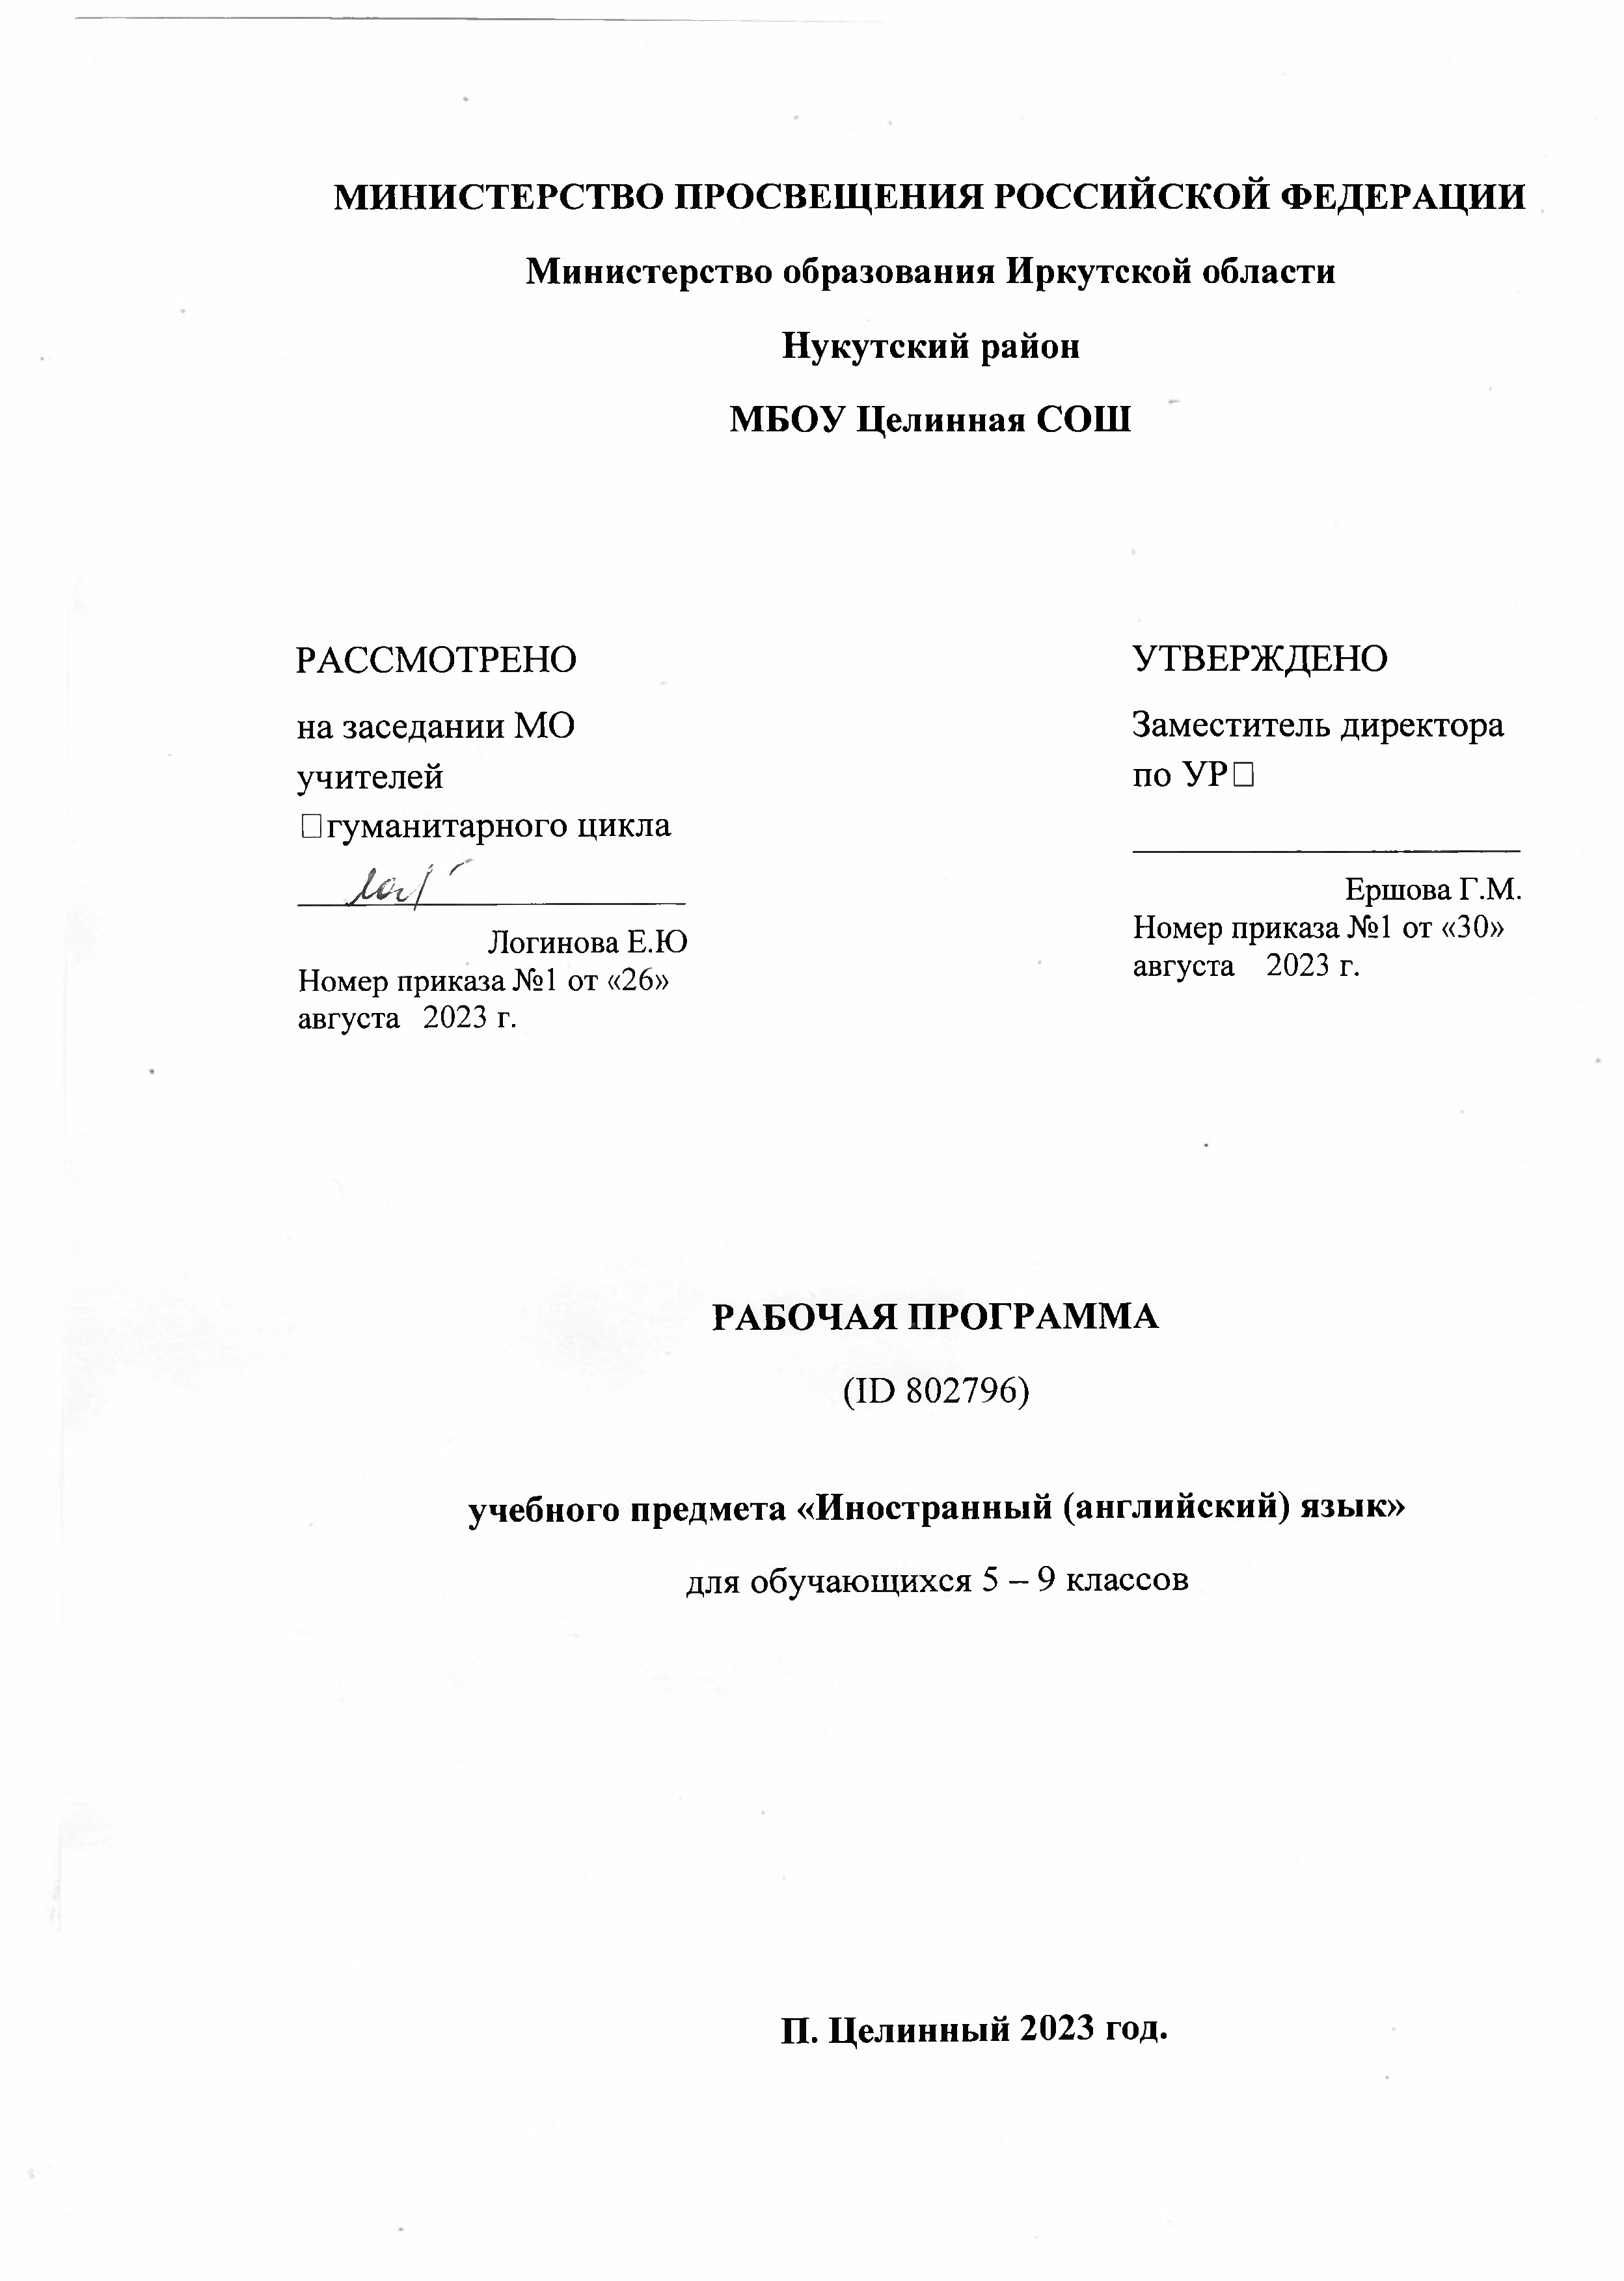 МИНИСТЕРСТВО ПРОСВЕЩЕНИЯ РОССИЙСКОЙ ФЕДЕРАЦИИ
Министерство образования Иркутской области
Нукутский район
МБОУ Целинная СОШ
РАССМОТРЕНО
на заседании МО
учителей
гуманитарного цикла
Логинова Е.Ю
Номер приказа №1 от «26»
августа 2023 г.
УТВЕРЖДЕНО
Заместитель директора
по УР
Ершова Г.М.
Номер приказа №1 от «30»
августа 2023 г.
РАБОЧАЯ ПРОГРАММА
(ID 802796)
учебного предмета «Иностранный (английский) язык»
для обучающихся 5 – 9 классов
П. Целинный 2023 год.